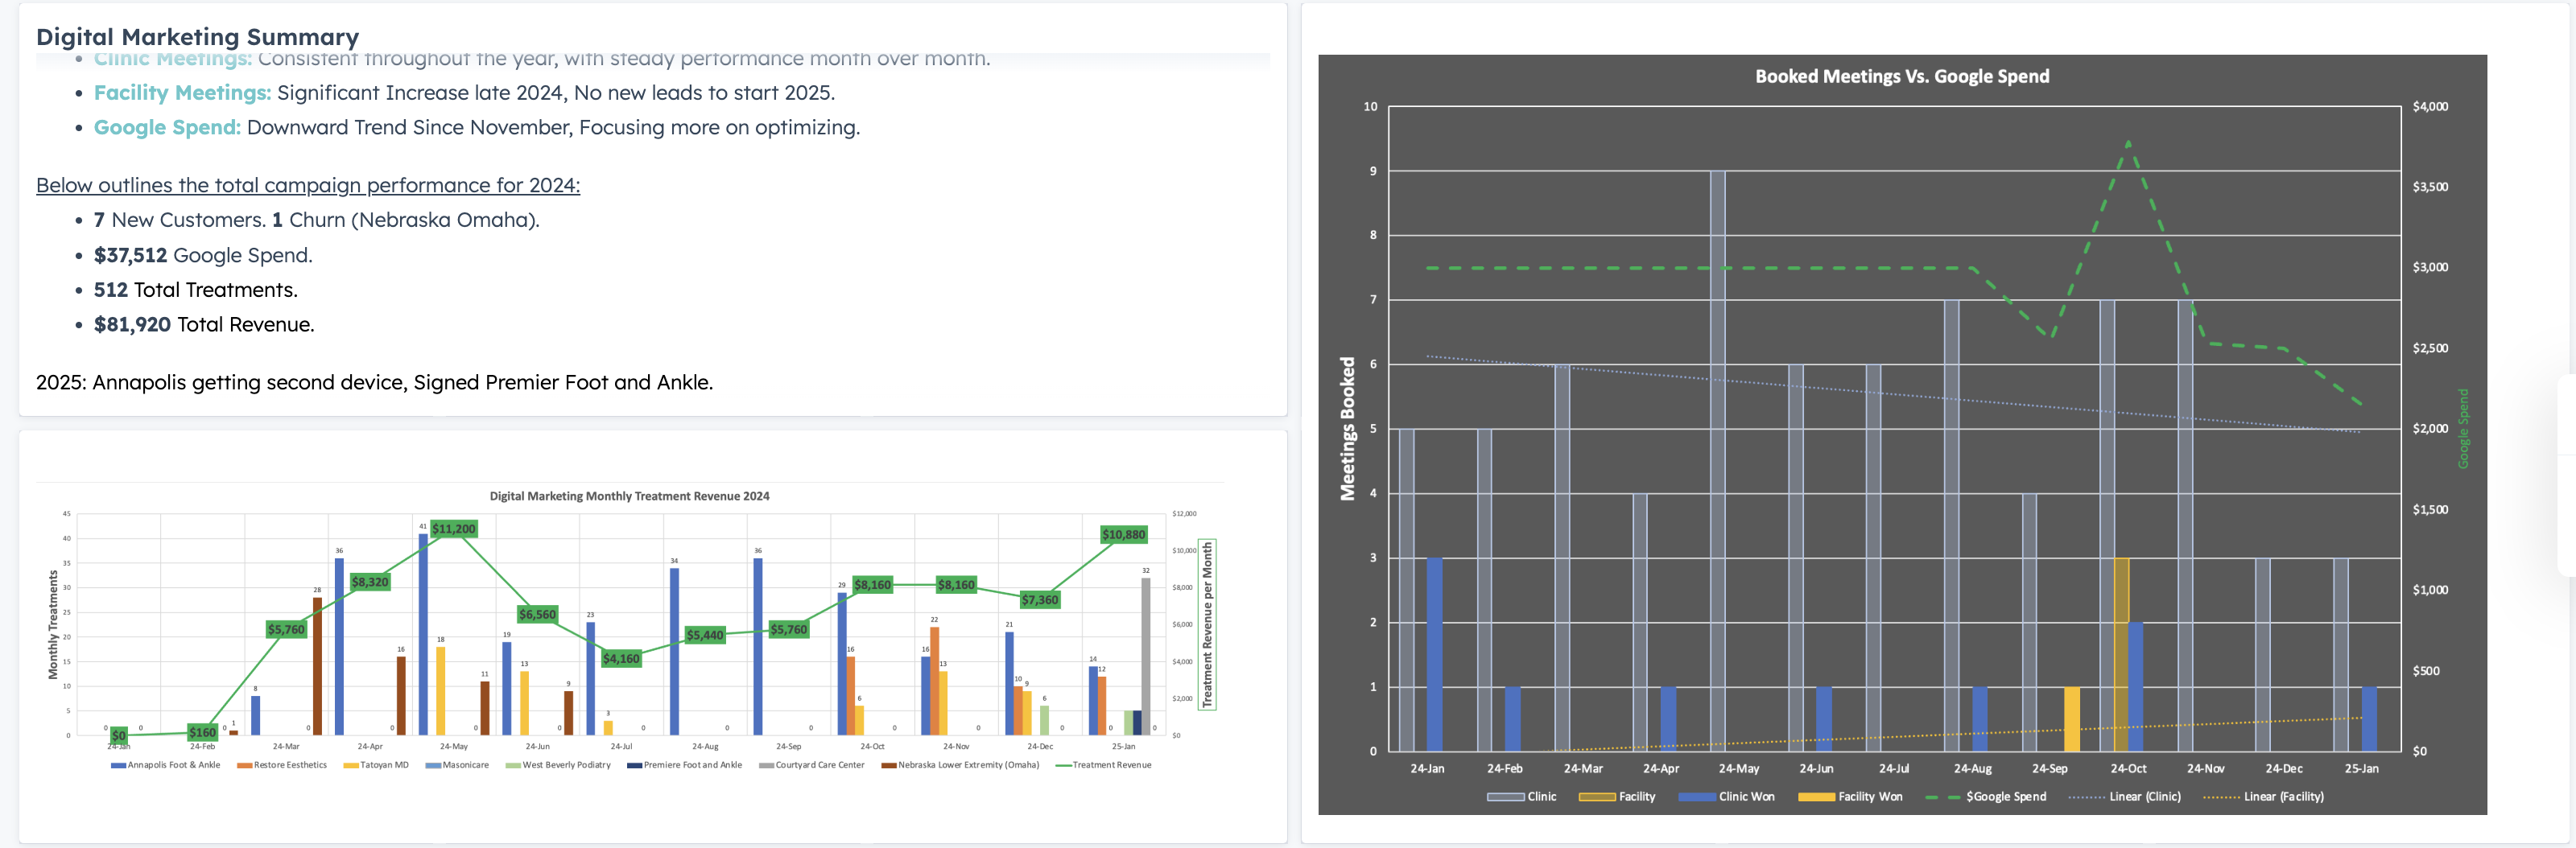 Digital Marketing Summary
• Clinic Meetings: Consistent throughout the year, with steady performance month over month.
• Facility Meetings: Significant Increase late 2024, No new leads to start 2025.
• Google Spend: Downward Trend Since November, Focusing more on optimizing.
Below outlines the total campaign performance for 2024:
• 7 New Customers. 1 Churn (Nebraska Omaha).
• $37,512 Google Spend.
• 512 Total Treatments.
• $81,920 Total Revenue.
2025: Annapolis getting second device, Signed Premier Foot and Ankle.
Digital Marketing Monthly Treatment Revenue 2024
Monthly Treatments
45
40
35
30
25
20
15
10
5
0
$12,000
$10,000
$8,000
$6,000
$4,000
$2,000
$0
Treatment Revenue per Month
0 $0 0
$160 0 1
8 $5,760 28 0
36 $8,320 16 0
41 $11,200 18 11 0
19 $6,560 13 9 0
23 $4,160 3 0
34 $5,440 0
36 $5,760 0
29 $8,160 16 6 0
16 22 $8,160 13 0
21 $7,360 10 9 6 0
14 12 $10,880 0 32 0
24-Jan 24-Feb 24-Mar 24-Apr 24-May 24-Jun 24-Jul 24-Aug 24-Sep 24-Oct 24-Nov 24-Dec 25-Jan
Annapolis Foot & Ankle Restore Eesthetics Tatoyan MD Masonicare West Beverly Podiatry Premiere Foot and Ankle Courtyard Care Center Nebraska Lower Extremity (Omaha) Treatment Revenue
Booked Meetings Vs. Google Spend
Meetings Booked
10
9
8
7
6
5
4
3
2
1
0
$4,000
$3,500
$3,000
$2,500
$2,000
$1,500
$1,000
$500
$0
Google Spend
24-Jan 24-Feb 24-Mar 24-Apr 24-May 24-Jun 24-Jul 24-Aug 24-Sep 24-Oct 24-Nov 24-Dec 25-Jan
Clinic Facility Clinic Won Facility Won $Google Spend Linear (Clinic) Linear (Facility)